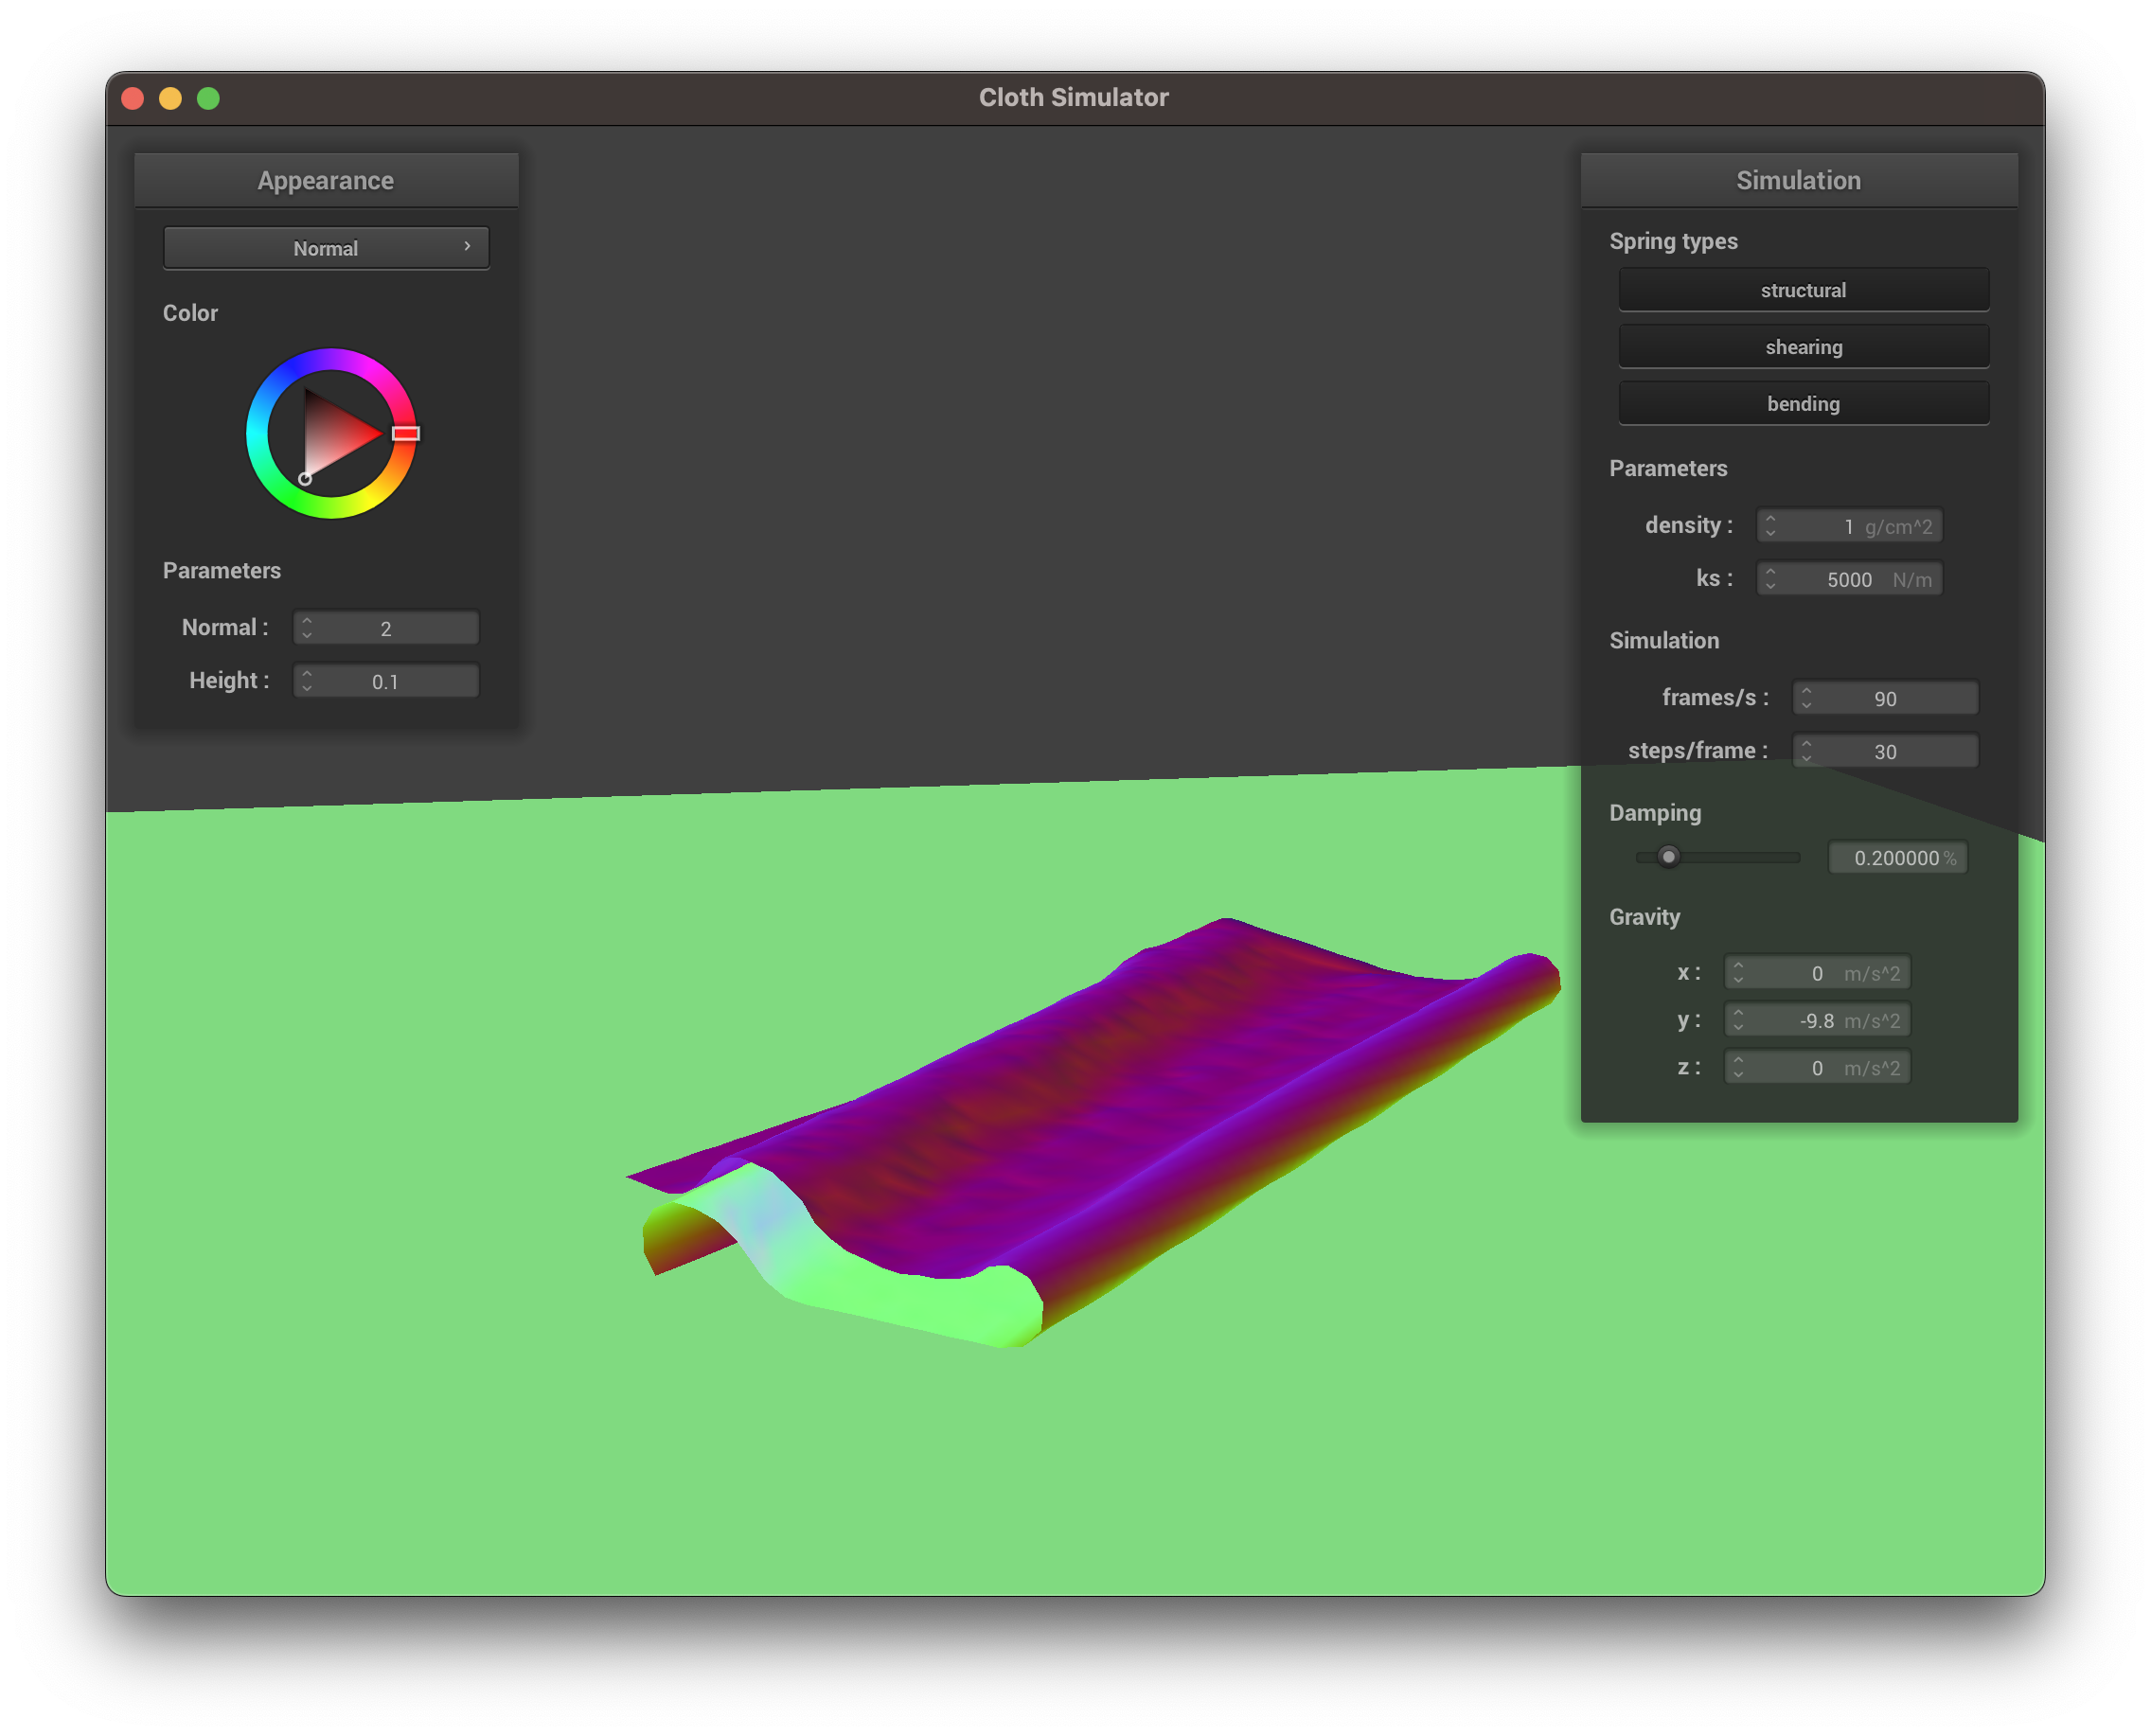 Cloth Simulator
Appearance
Normal
Color
Parameters
Normal : 2
Height : 0.1
Simulation
Spring types
structural
shearing
bending
Parameters
density : 1 g/cm^2
ks : 5000 N/m
Simulation
frames/s : 90
steps/frame : 30
Damping
0.200000 %
Gravity
x : 0 m/s^2
y : -9.8 m/s^2
z : 0 m/s^2